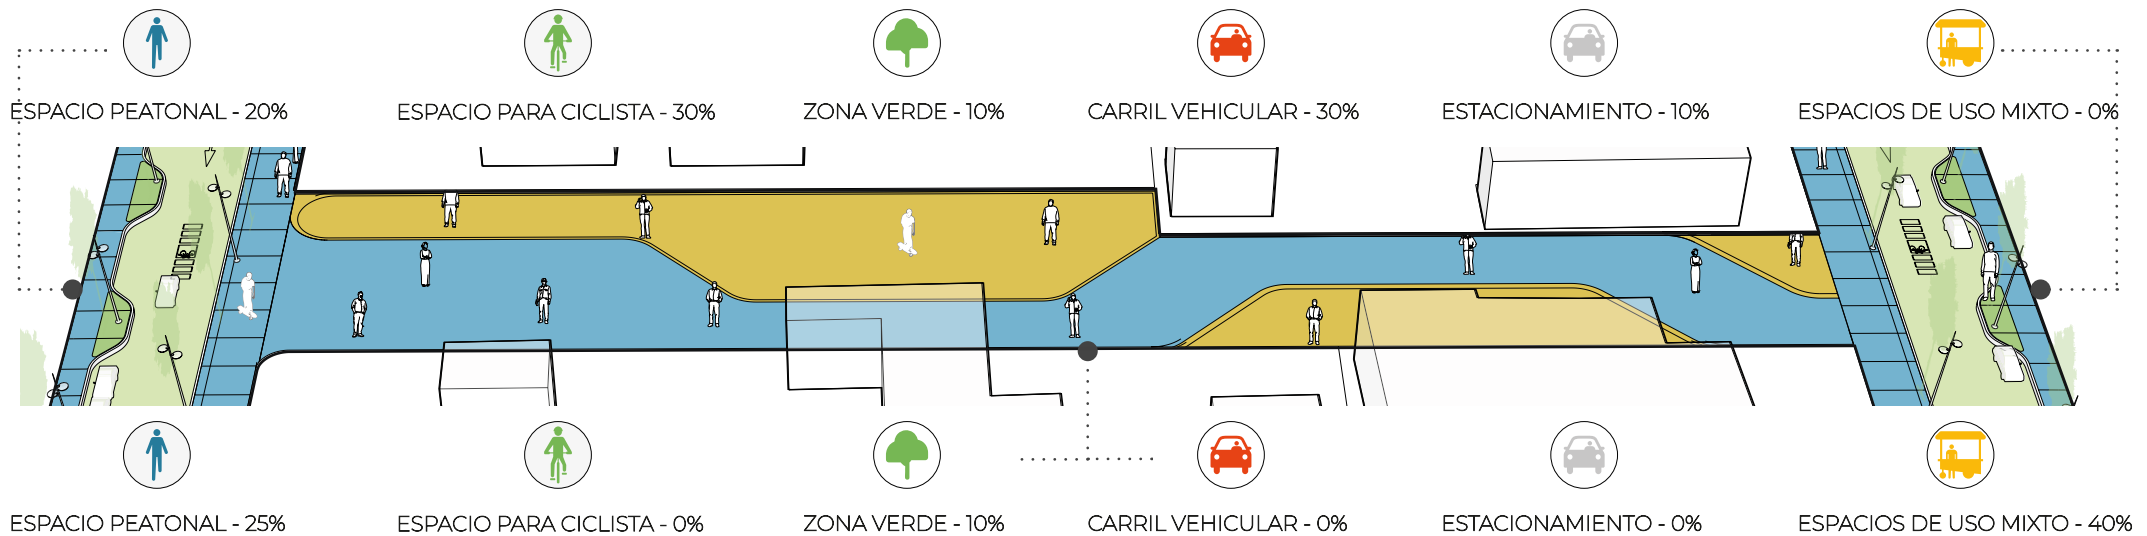 ESPACIO PEATONAL - 20%
ESPACIO PARA CICLISTA - 30%
ZONA VERDE - 10%
CARRIL VEHICULAR - 30%
ESTACIONAMIENTO - 10%
ESPACIOS DE USO MIXTO - 0%
ESPACIO PEATONAL - 25%
ESPACIO PARA CICLISTA - 0%
ZONA VERDE - 10%
CARRIL VEHICULAR - 0%
ESTACIONAMIENTO - 0%
ESPACIOS DE USO MIXTO - 40%